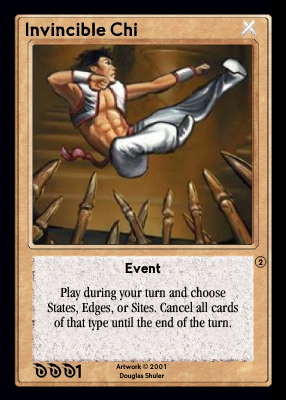 Invincible Chi
2
Event
Play during your turn and choose
States, Edges, or Sites. Cancel all cards
of that type until the end of the turn.
1
Artwork © 2001
Douglas Shuler